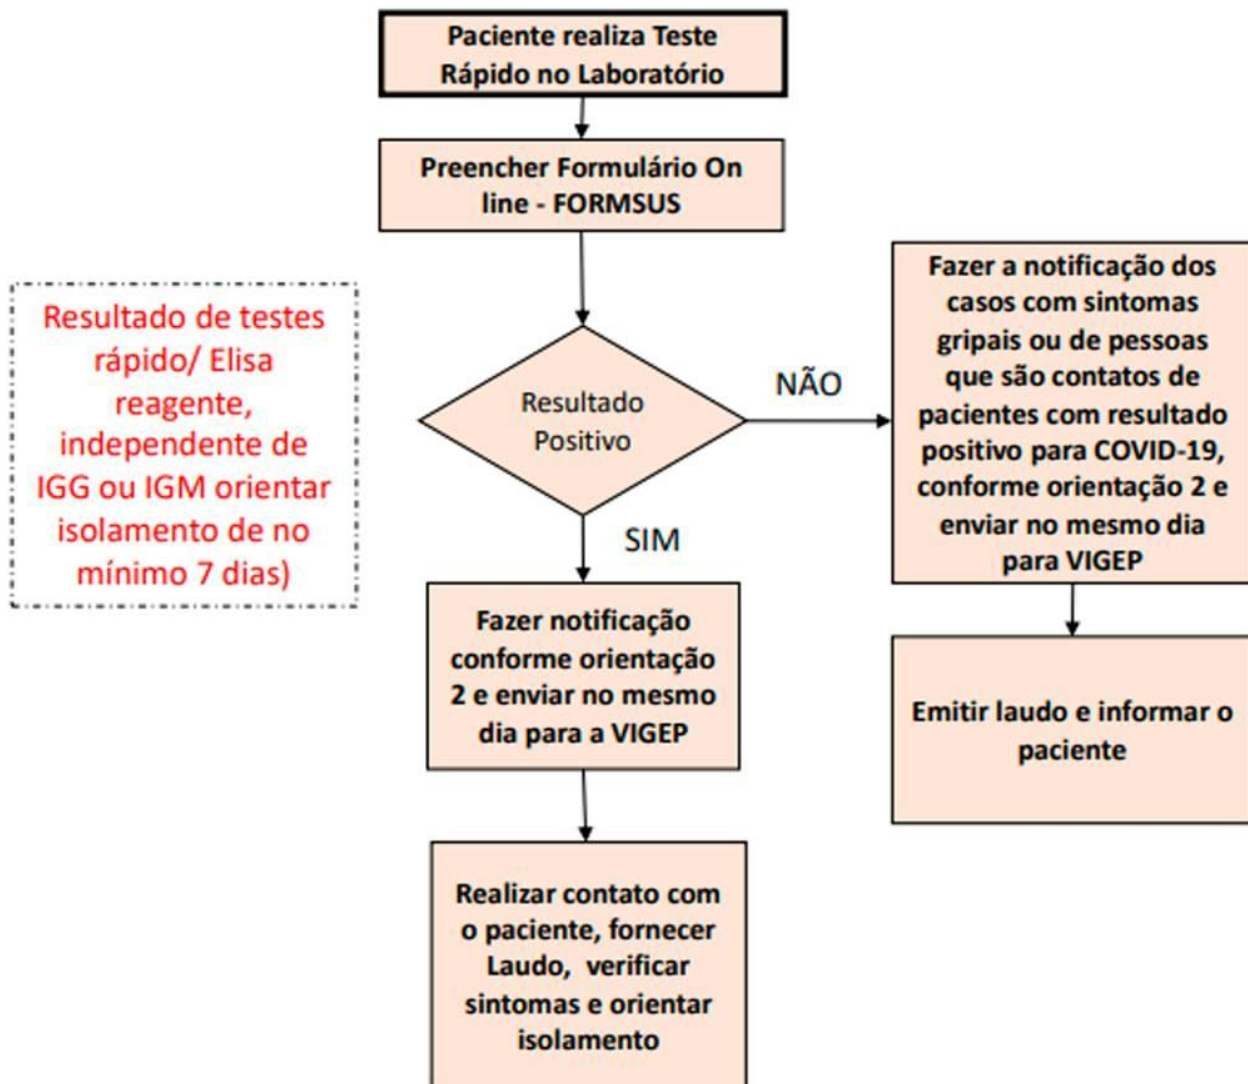 Paciente realiza Teste
Rápido no Laboratório
Preencher Formulário On
line - FORMSUS
Resultado de testes
rápido/ Elisa
reagente,
independente de
IGG ou IGM orientar
isolamento de no
mínimo 7 dias)
Resultado
Positivo
NÃO
Fazer a notificação dos
casos com sintomas
gripais ou de pessoas
que são contatos de
pacientes com resultado
positivo para COVID-19,
conforme orientação 2 e
enviar no mesmo dia
para VIGEP
SIM
Fazer notificação
conforme orientação
2 e enviar no mesmo
dia para a VIGEP
Emitir laudo e informar o
paciente
Realizar contato com
o paciente, fornecer
Laudo, verificar
sintomas e orientar
isolamento